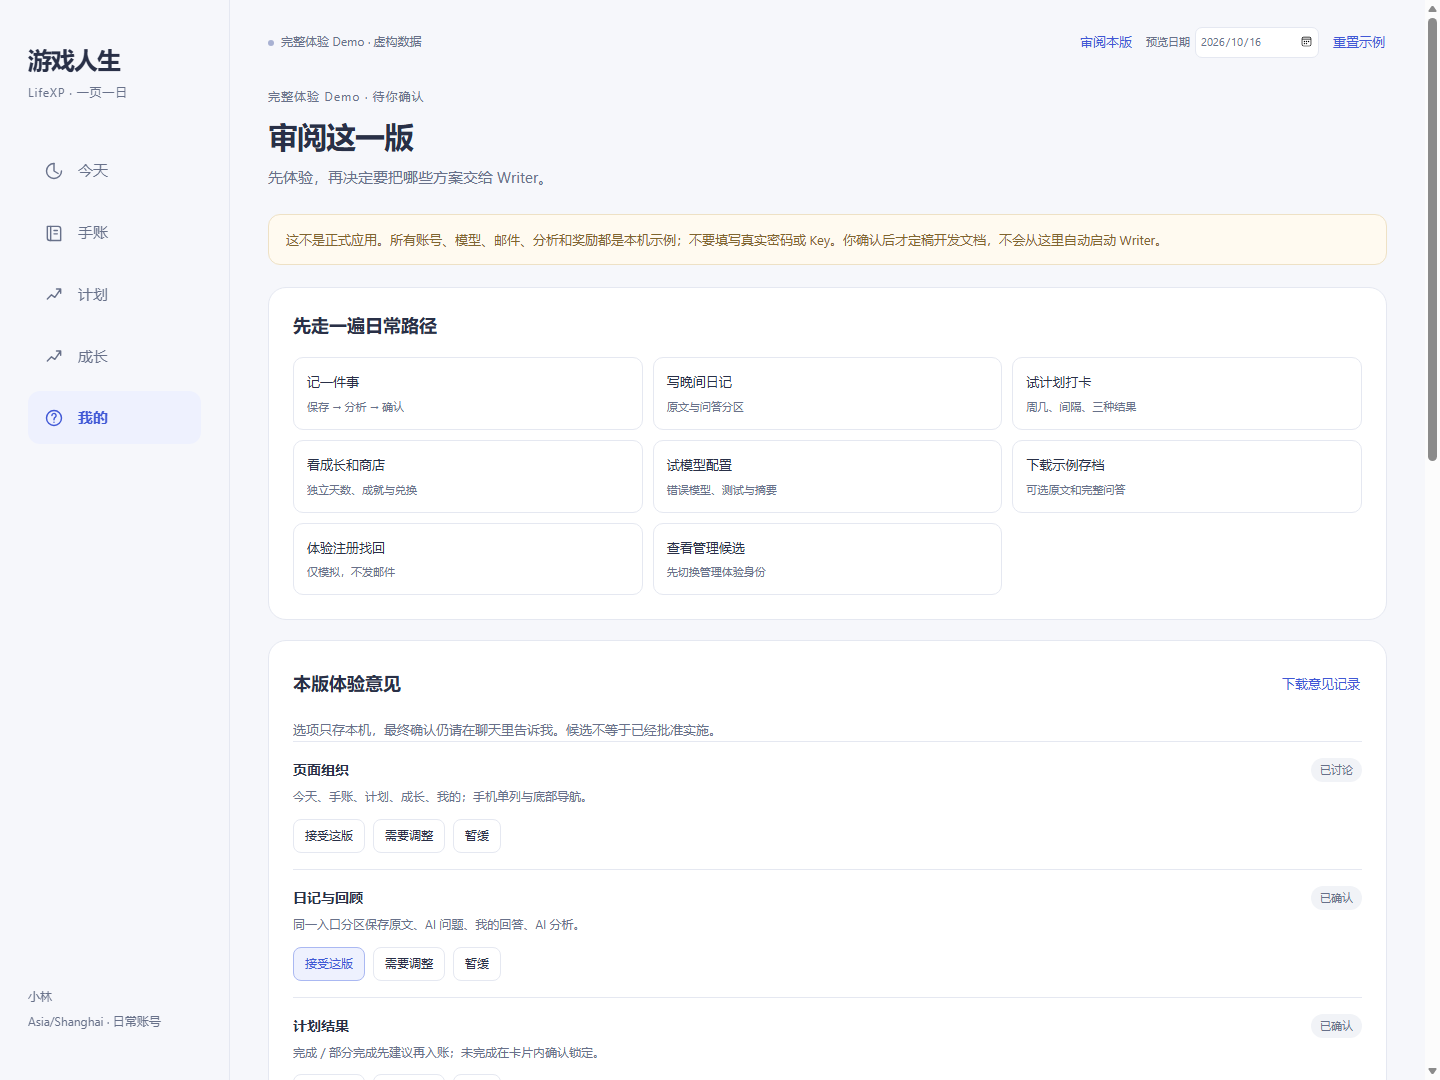 游戏人生
LifeXP · 一页一日
今天
手账
计划
成长
我的
小林
Asia/Shanghai · 日常账号
完整体验 Demo · 虚构数据
审阅本版
预览日期
2026/10/16
重置示例
完整体验 Demo · 待你确认
审阅这一版
先体验，再决定要把哪些方案交给 Writer。
这不是正式应用。所有账号、模型、邮件、分析和奖励都是本机示例；不要填写真实密码或 Key。你确认后才定稿开发文档，不会从这里自动启动 Writer。
先走一遍日常路径
记一件事
保存 → 分析 → 确认
写晚间日记
原文与问答分区
试计划打卡
周几、间隔、三种结果
看成长和商店
独立天数、成就与兑换
试模型配置
错误模型、测试与摘要
下载示例存档
可选原文和完整问答
体验注册找回
仅模拟，不发邮件
查看管理候选
先切换管理体验身份
本版体验意见
下载意见记录
选项只存本机，最终确认仍请在聊天里告诉我。候选不等于已经批准实施。
页面组织
已讨论
今天、手账、计划、成长、我的；手机单列与底部导航。
接受这版
需要调整
暂缓
日记与回顾
已确认
同一入口分区保存原文、AI 问题、我的回答、AI 分析。
接受这版
需要调整
暂缓
计划结果
已确认
完成 / 部分完成先建议再入账；未完成在卡片内确认锁定。